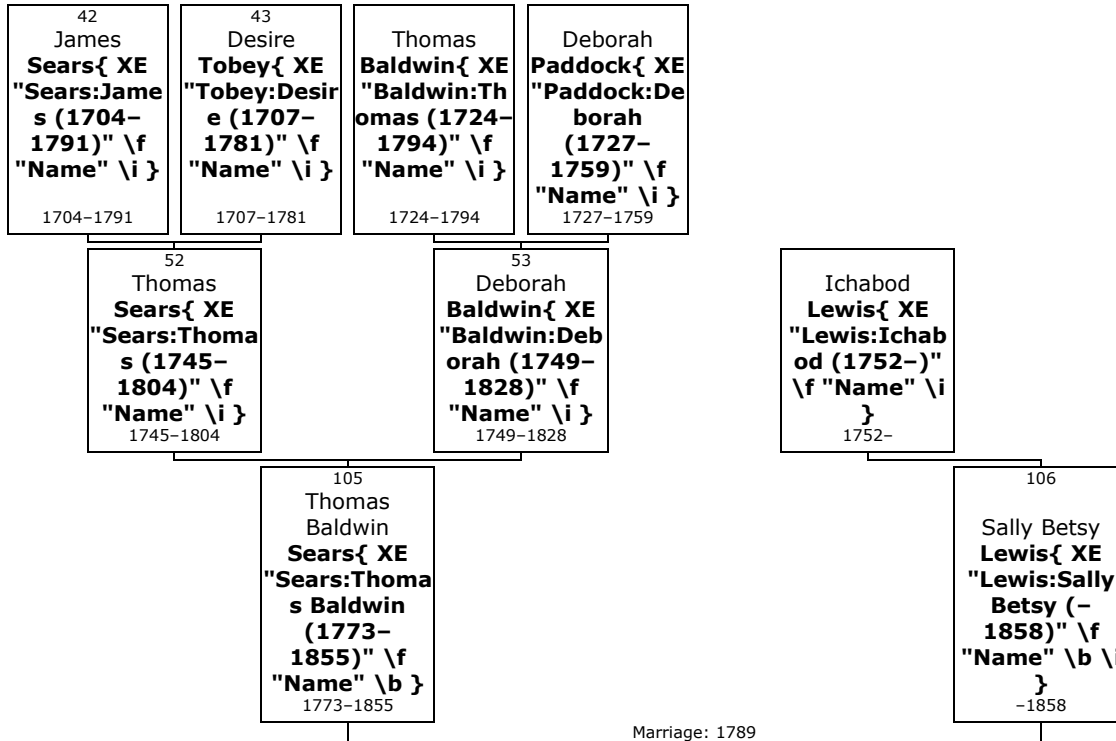 42
James
Sears{ XE
"Sears:Jame
s (1704–
1791)" \f
"Name" \i }
1704–1791
43
Desire
Tobey{ XE
"Tobey:Desir
e (1707–
1781)" \f
"Name" \i }
1707–1781
Thomas
Baldwin{ XE
"Baldwin:Th
omas (1724–
1794)" \f
"Name" \i }
1724–1794
Deborah
Paddock{ XE
"Paddock:De
borah
(1727–
1759)" \f
"Name" \i }
1727–1759
52
Thomas
Sears{ XE
"Sears:Thoma
s (1745–
1804)" \f
"Name" \i }
1745–1804
53
Deborah
Baldwin{ XE
"Baldwin:Deb
orah (1749–
1828)" \f
"Name" \i }
1749–1828
Ichabod
Lewis{ XE
"Lewis:Ichab
od (1752–)"
\f "Name" \i
}
1752–
105
Thomas
Baldwin
Sears{ XE
"Sears:Thoma
s Baldwin
(1773–
1855)" \f
"Name" \b }
1773–1855
106
Sally Betsy
Lewis{ XE
"Lewis:Sally
Betsy (–
1858)" \f
"Name" \b \i
}
–1858
Marriage: 1789